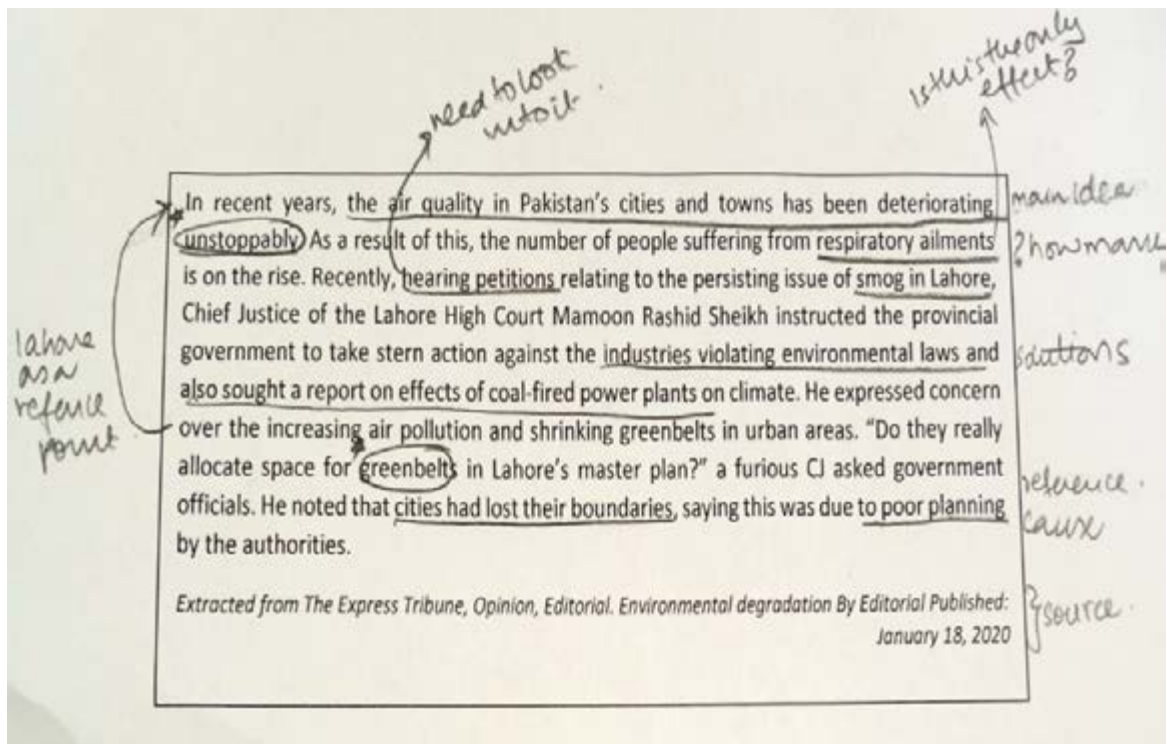 need to look
into it.
Is this the only
effect?
In recent years, the air quality in Pakistan's cities and towns has been deteriorating
main idea
unstoppably. As a result of this, the number of people suffering from respiratory ailments
? how many
is on the rise. Recently, hearing petitions relating to the persisting issue of smog in Lahore,
Chief Justice of the Lahore High Court Mamoon Rashid Sheikh instructed the provincial
government to take stern action against the industries violating environmental laws and
solutions
also sought a report on effects of coal-fired power plants on climate. He expressed concern
over the increasing air pollution and shrinking greenbelts in urban areas. "Do they really
lahore
as a
refence
point
allocate space for greenbelts in Lahore's master plan?" a furious CJ asked government
reference.
officials. He noted that cities had lost their boundaries, saying this was due to poor planning
cause
by the authorities.
Extracted from The Express Tribune, Opinion, Editorial. Environmental degradation By Editorial Published:
January 18, 2020
source.